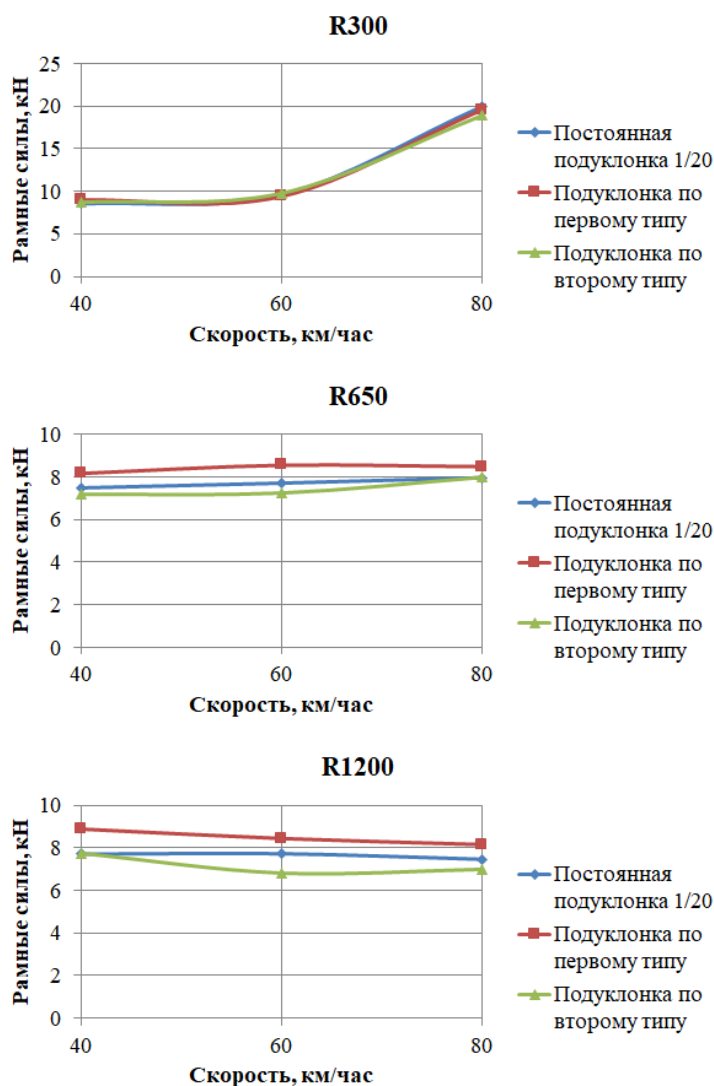 R300
Рамные силы, кН
25
20
15
10
5
0
40
60
80
Скорость, км/час
Постоянная
подуклонка 1/20
Подуклонка по
первому типу
Подуклонка по
второму типу
R650
Рамные силы, кН
10
8
6
4
2
0
40
60
80
Скорость, км/час
Постоянная
подуклонка 1/20
Подуклонка по
первому типу
Подуклонка по
второму типу
R1200
Рамные силы, кН
10
8
6
4
2
0
40
60
80
Скорость, км/час
Постоянная
подуклонка 1/20
Подуклонка по
первому типу
Подуклонка по
второму типу